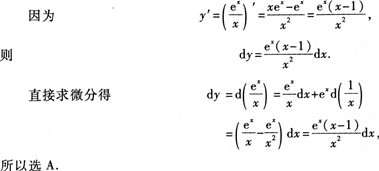 因为 y′=(eˣ/x)′=(xeˣ-eˣ)/x²=eˣ(x-1)/x²,
则 dy=eˣ(x-1)/x² dx.
直接求微分得 dy=d(eˣ/x)=eˣ/x dx+eˣd(1/x)
=(eˣ/x-eˣ/x²)dx=eˣ(x-1)/x² dx,
所以选 A.